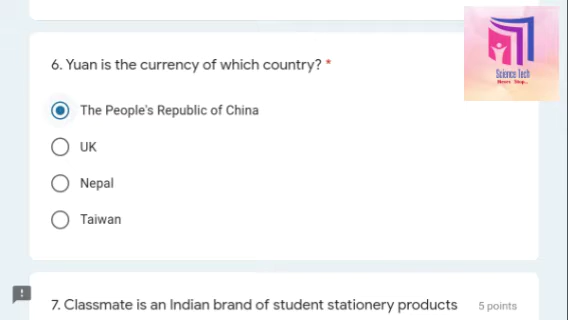 Science Tech
6. Yuan is the currency of which country? *
The People's Republic of China
UK
Nepal
Taiwan
7. Classmate is an Indian brand of student stationery products
5 points